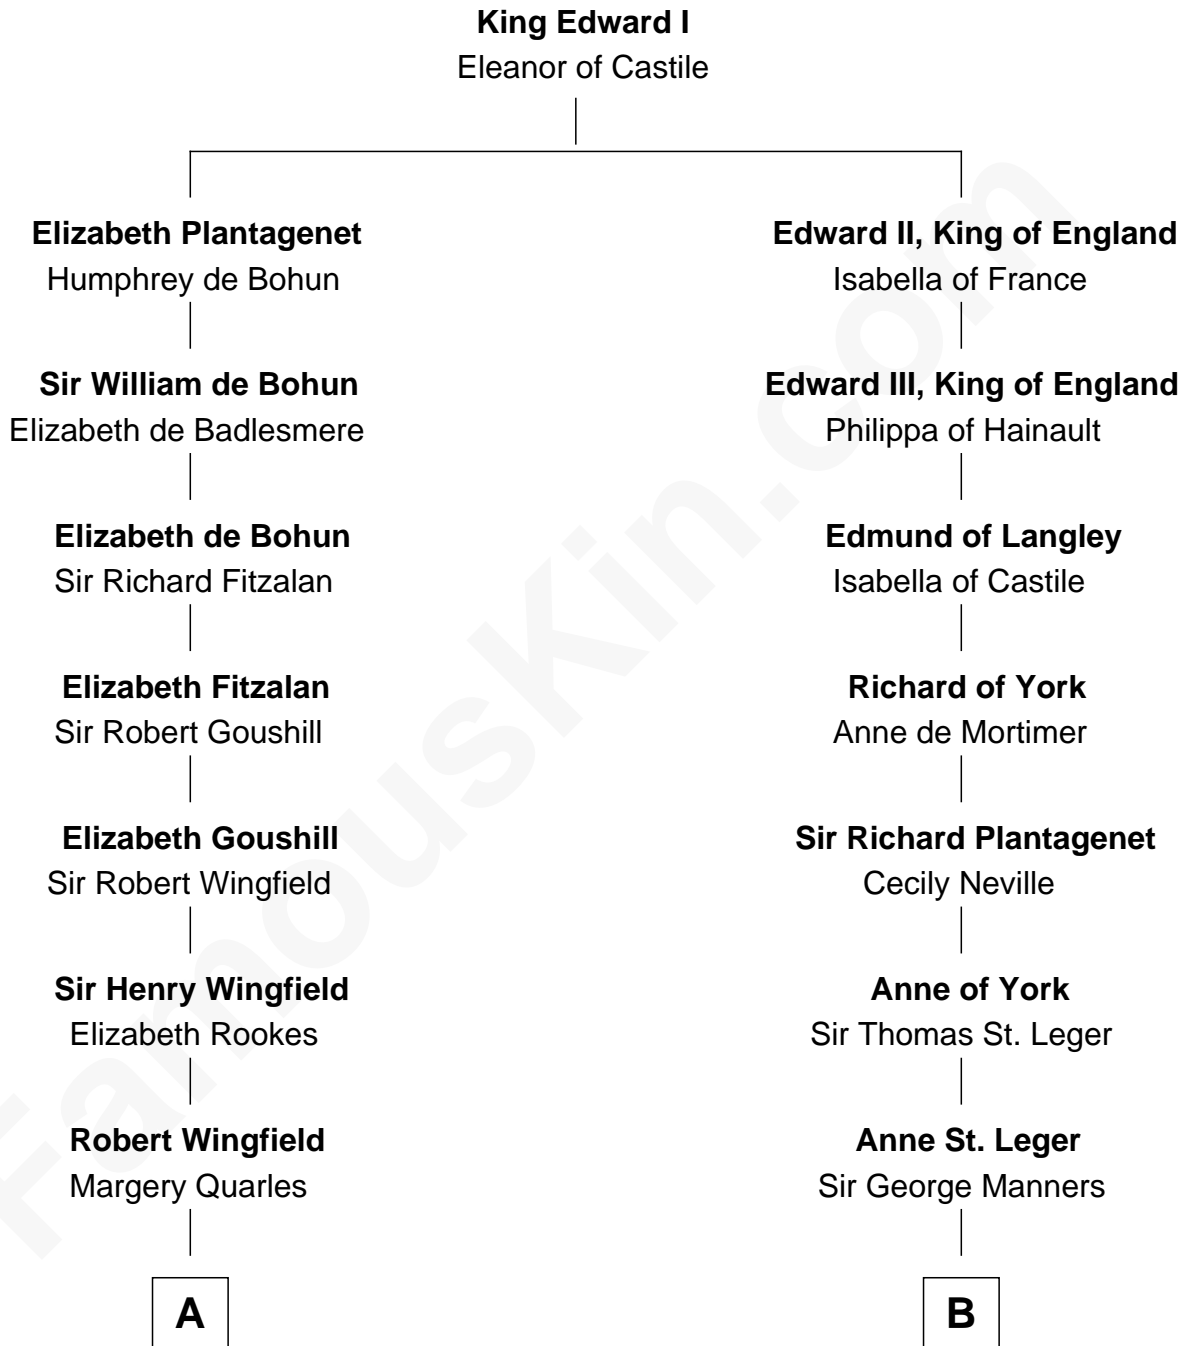 King Edward I
Eleanor of Castile
Elizabeth Plantagenet
Humphrey de Bohun
Edward II, King of England
Isabella of France
Sir William de Bohun
Elizabeth de Badlesmere
Edward III, King of England
Philippa of Hainault
Elizabeth de Bohun
Sir Richard Fitzalan
Edmund of Langley
Isabella of Castile
Elizabeth Fitzalan
Sir Robert Goushill
Richard of York
Anne de Mortimer
Elizabeth Goushill
Sir Robert Wingfield
Sir Richard Plantagenet
Cecily Neville
Sir Henry Wingfield
Elizabeth Rookes
Anne of York
Sir Thomas St. Leger
Robert Wingfield
Margery Quarles
Anne St. Leger
Sir George Manners
A
B
FamousKin.com